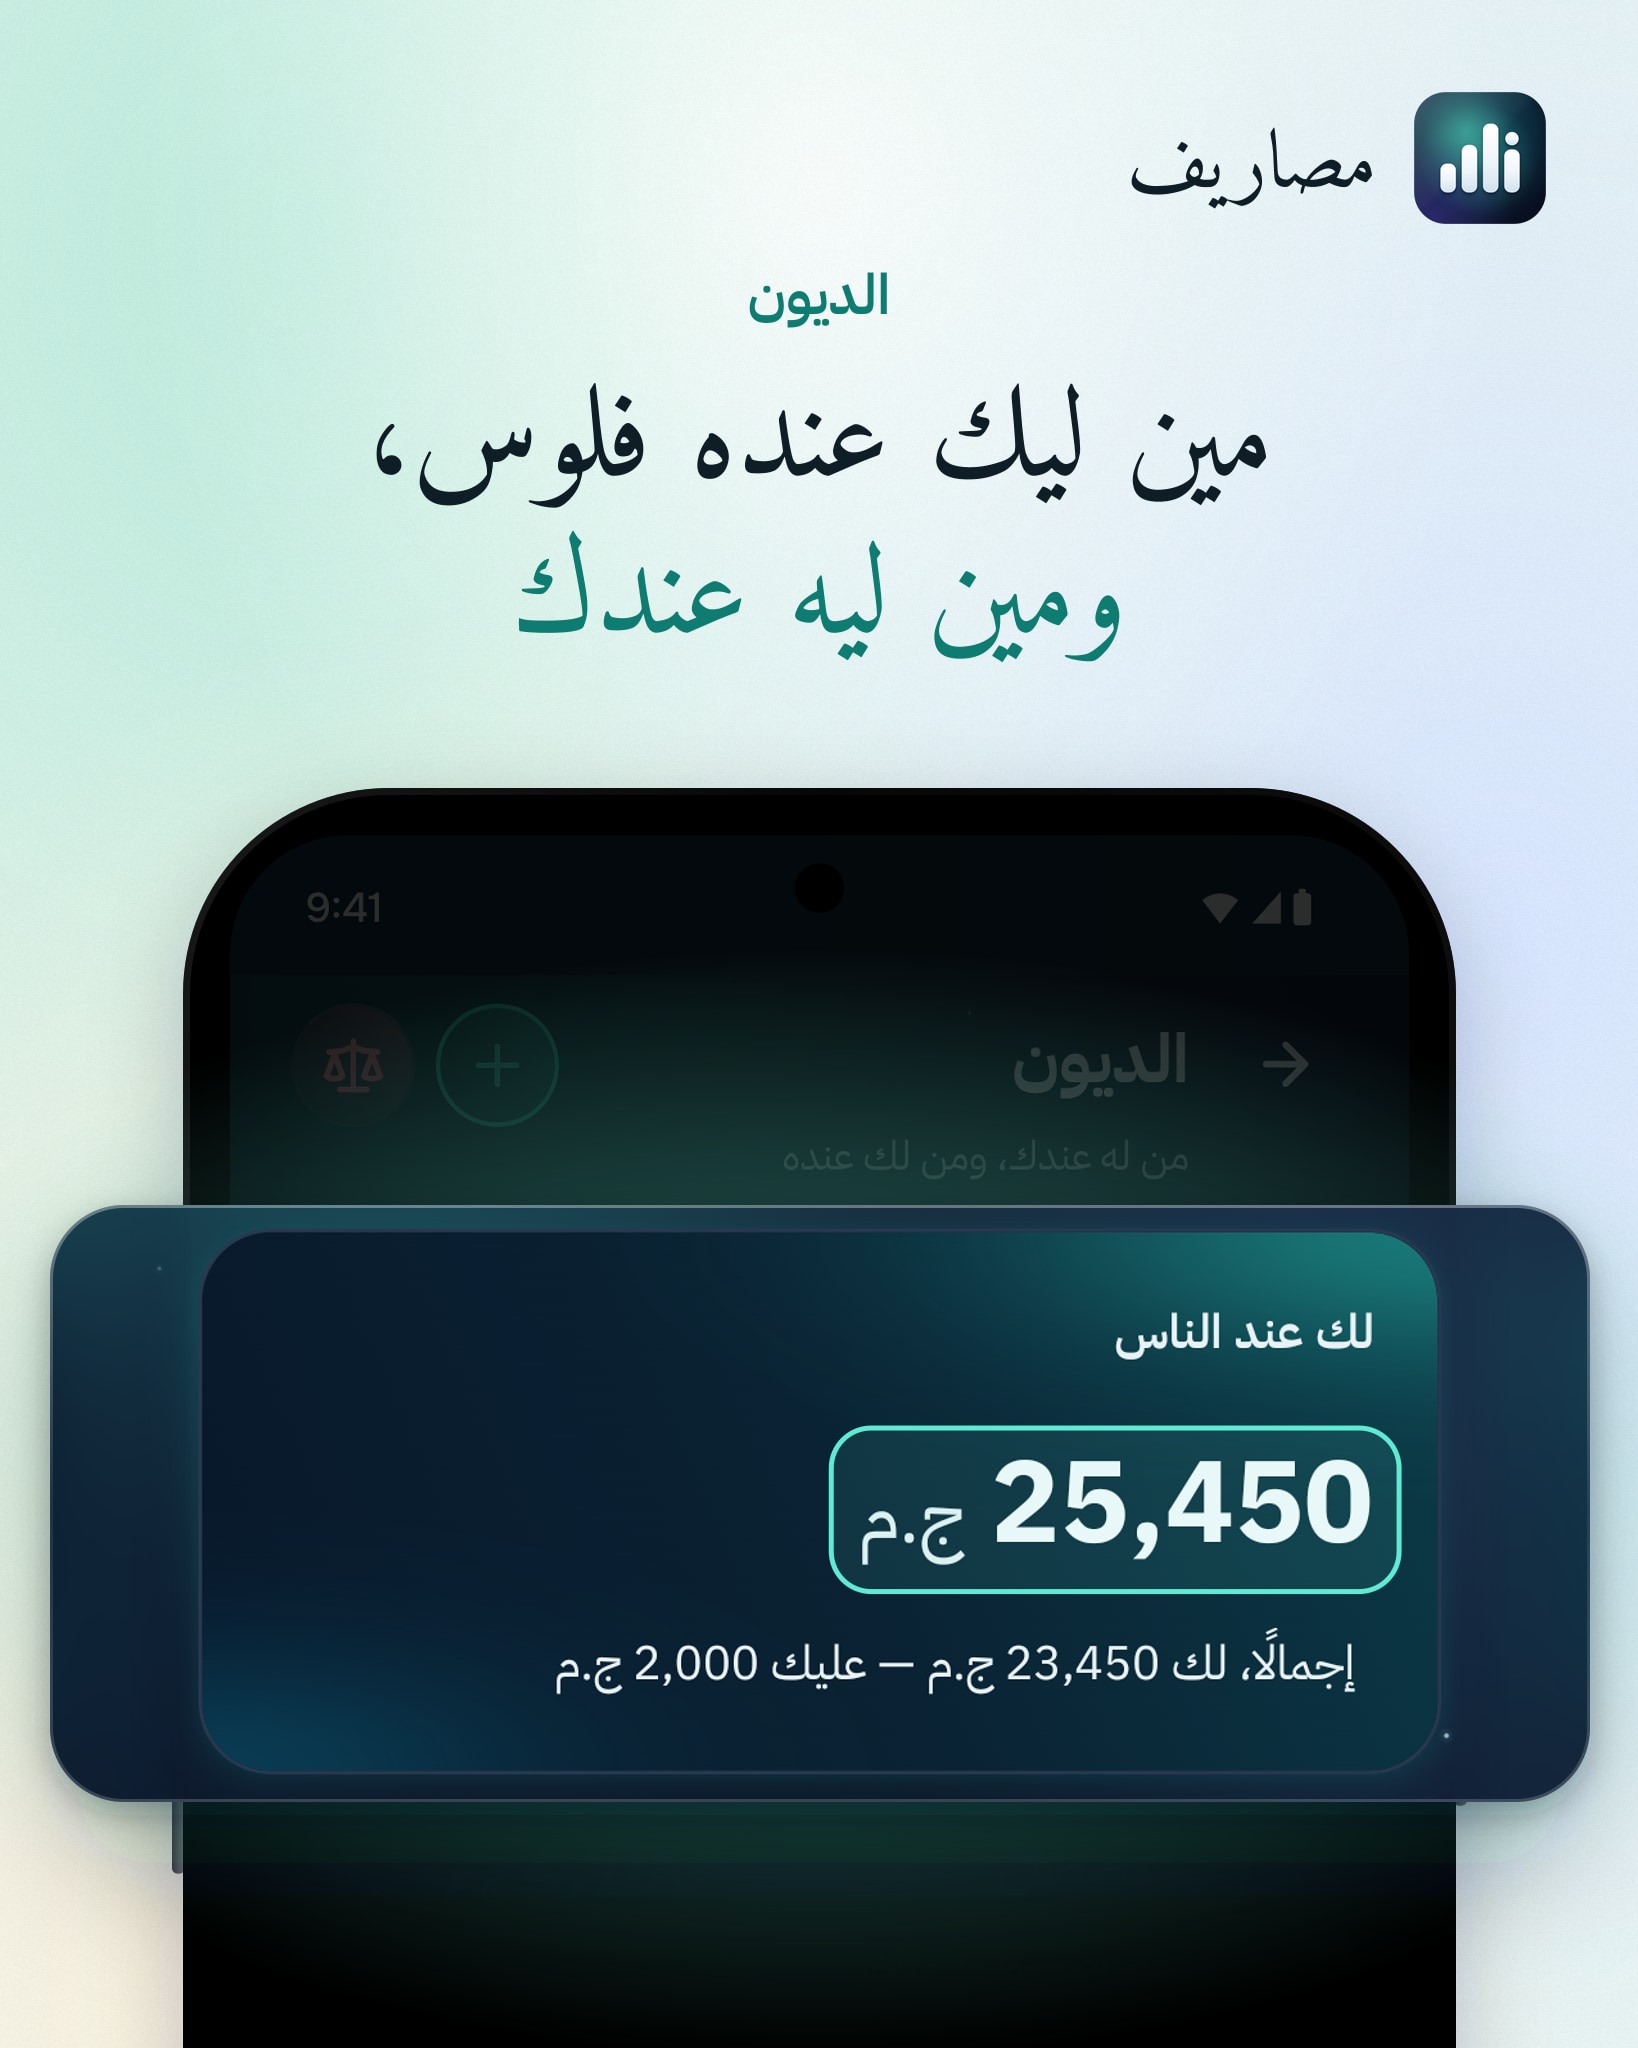 مصاريف
الديون
مين ليك عنده فلوس،
ومين ليه عندك
9:41
الديون
من له عندك، ومن لك عنده
لك عند الناس
25,450 ج.م
إجمالًا، لك 23,450 ج.م — عليك 2,000 ج.م